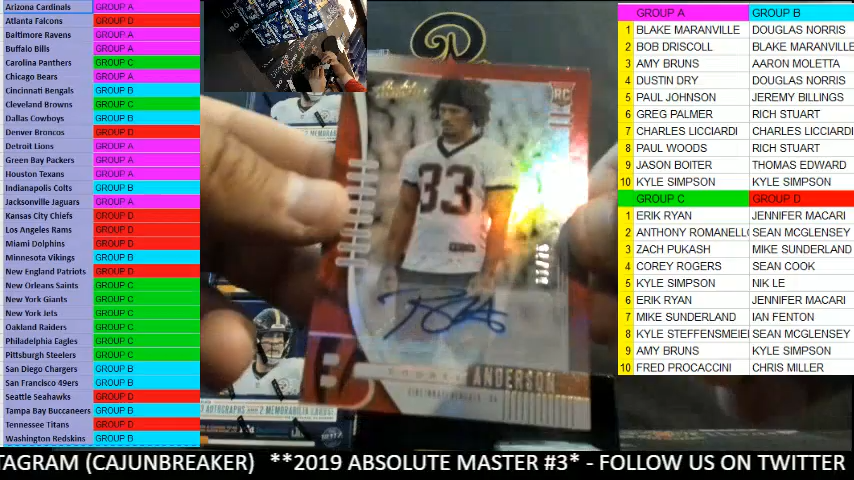 Arizona Cardinals GROUP A
Atlanta Falcons GROUP D
Baltimore Ravens GROUP A
Buffalo Bills GROUP A
Carolina Panthers GROUP C
Chicago Bears GROUP A
Cincinnati Bengals GROUP B
Cleveland Browns GROUP C
Dallas Cowboys GROUP B
Denver Broncos GROUP D
Detroit Lions GROUP A
Green Bay Packers GROUP A
Houston Texans GROUP A
Indianapolis Colts GROUP B
Jacksonville Jaguars GROUP A
Kansas City Chiefs GROUP D
Los Angeles Rams GROUP D
Miami Dolphins GROUP D
Minnesota Vikings GROUP B
New England Patriots GROUP D
New Orleans Saints GROUP C
New York Giants GROUP C
New York Jets GROUP C
Oakland Raiders GROUP C
Philadelphia Eagles GROUP C
Pittsburgh Steelers GROUP C
San Diego Chargers GROUP B
San Francisco 49ers GROUP B
Seattle Seahawks GROUP D
Tampa Bay Buccaneers GROUP B
Tennessee Titans GROUP D
Washington Redskins GROUP B
RC
33
RODNEY ANDERSON
CINCINNATI BENGALS
GROUP A GROUP B
1 BLAKE MARANVILLE DOUGLAS NORRIS
2 BOB DRISCOLL BLAKE MARANVILLE
3 AMY BRUNS AARON MOLETTA
4 DUSTIN DRY DOUGLAS NORRIS
5 PAUL JOHNSON JEREMY BILLINGS
6 GREG PALMER RICH STUART
7 CHARLES LICCIARDI CHARLES LICCIARDI
8 PAUL WOODS RICH STUART
9 JASON BOITER THOMAS EDWARD
10 KYLE SIMPSON KYLE SIMPSON
GROUP C GROUP D
1 ERIK RYAN JENNIFER MACARI
2 ANTHONY ROMANELL SEAN MCGLENSEY
3 ZACH PUKASH MIKE SUNDERLAND
4 COREY ROGERS SEAN COOK
5 KYLE SIMPSON NIK LE
6 ERIK RYAN JENNIFER MACARI
7 MIKE SUNDERLAND IAN FENTON
8 KYLE STEFFENSMEIE SEAN MCGLENSEY
9 AMY BRUNS KYLE SIMPSON
10 FRED PROCACCINI CHRIS MILLER
TAGRAM (CAJUNBREAKER) **2019 ABSOLUTE MASTER #3* - FOLLOW US ON TWITTER